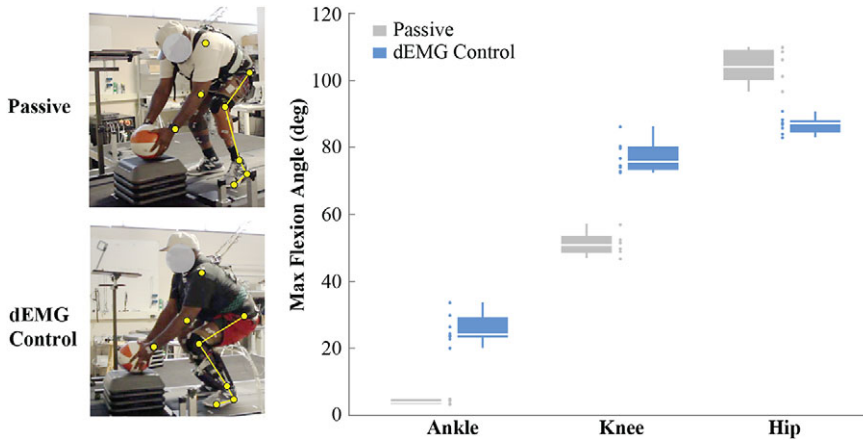 Passive
dEMG
Control
Max Flexion Angle (deg)
120
100
80
60
40
20
0
Passive
dEMG Control
Ankle Knee Hip